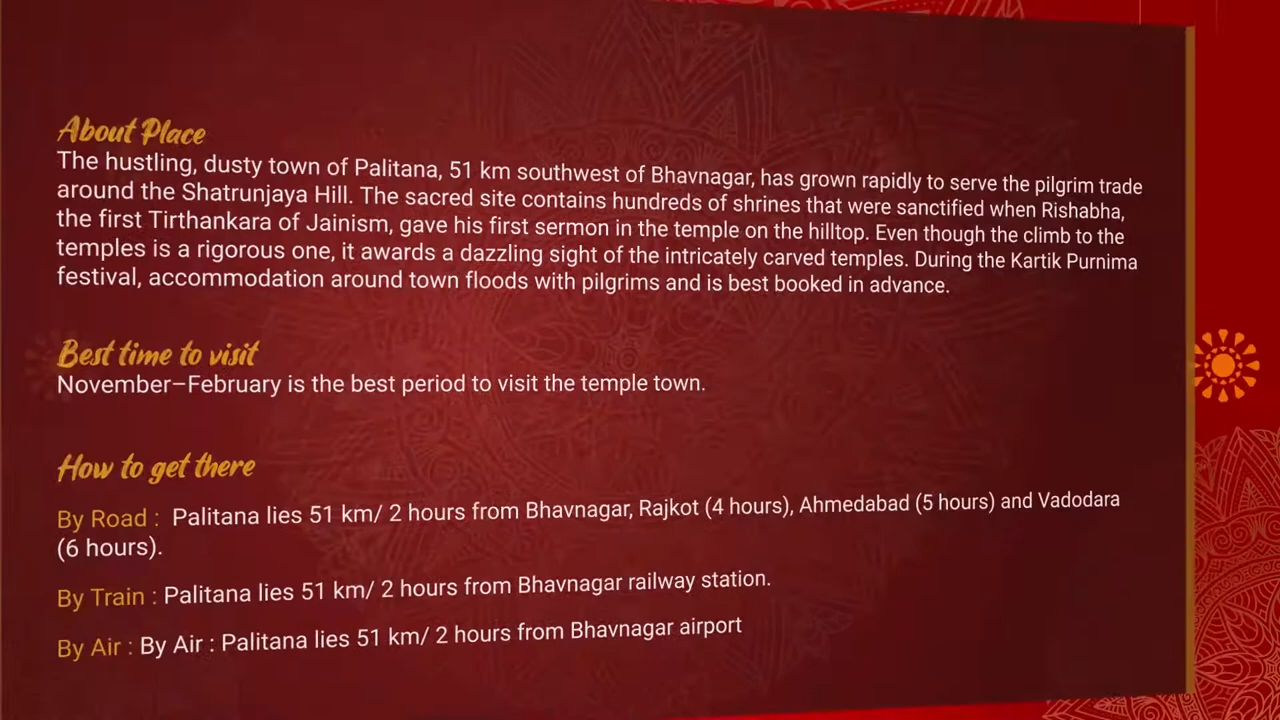 About Place
The hustling, dusty town of Palitana, 51 km southwest of Bhavnagar, has grown rapidly to serve the pilgrim trade
around the Shatrunjaya Hill. The sacred site contains hundreds of shrines that were sanctified when Rishabha,
the first Tirthankara of Jainism, gave his first sermon in the temple on the hilltop. Even though the climb to the
temples is a rigorous one, it awards a dazzling sight of the intricately carved temples. During the Kartik Purnima
festival, accommodation around town floods with pilgrims and is best booked in advance.
Best time to visit
November–February is the best period to visit the temple town.
How to get there
By Road : Palitana lies 51 km/ 2 hours from Bhavnagar, Rajkot (4 hours), Ahmedabad (5 hours) and Vadodara
(6 hours).
By Train : Palitana lies 51 km/ 2 hours from Bhavnagar railway station.
By Air : By Air : Palitana lies 51 km/ 2 hours from Bhavnagar airport